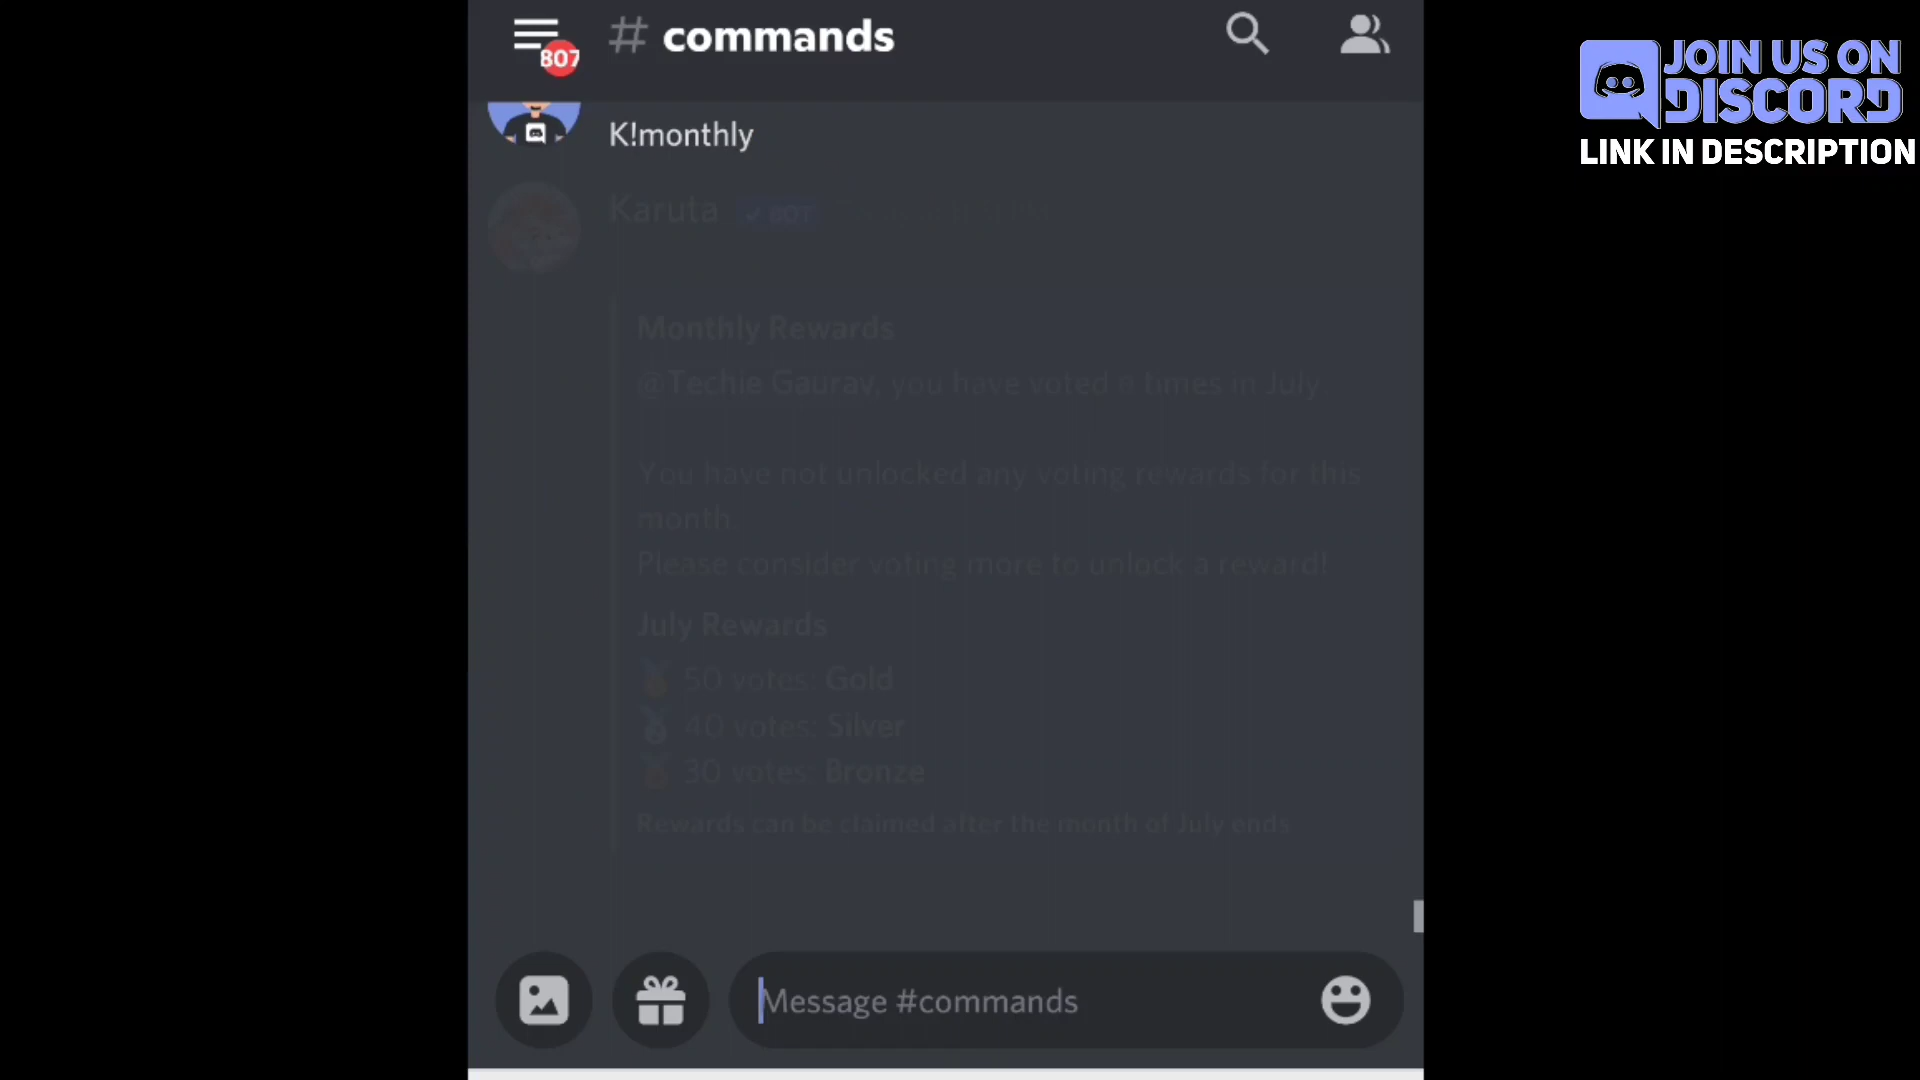 807
# commands
JOIN US ON
DISCORD
LINK IN DESCRIPTION
K!monthly
Karuta ✔ BOT
Monthly Rewards
@Techie Gaurav, you have voted times in July
You have not unlocked any voting rewards for this
month.
Please consider voting more to unlock a reward!
July Rewards
50 votes: Gold
40 votes: Silver
30 votes: Bronze
Rewards can be claimed after the month of July ends
Message #commands